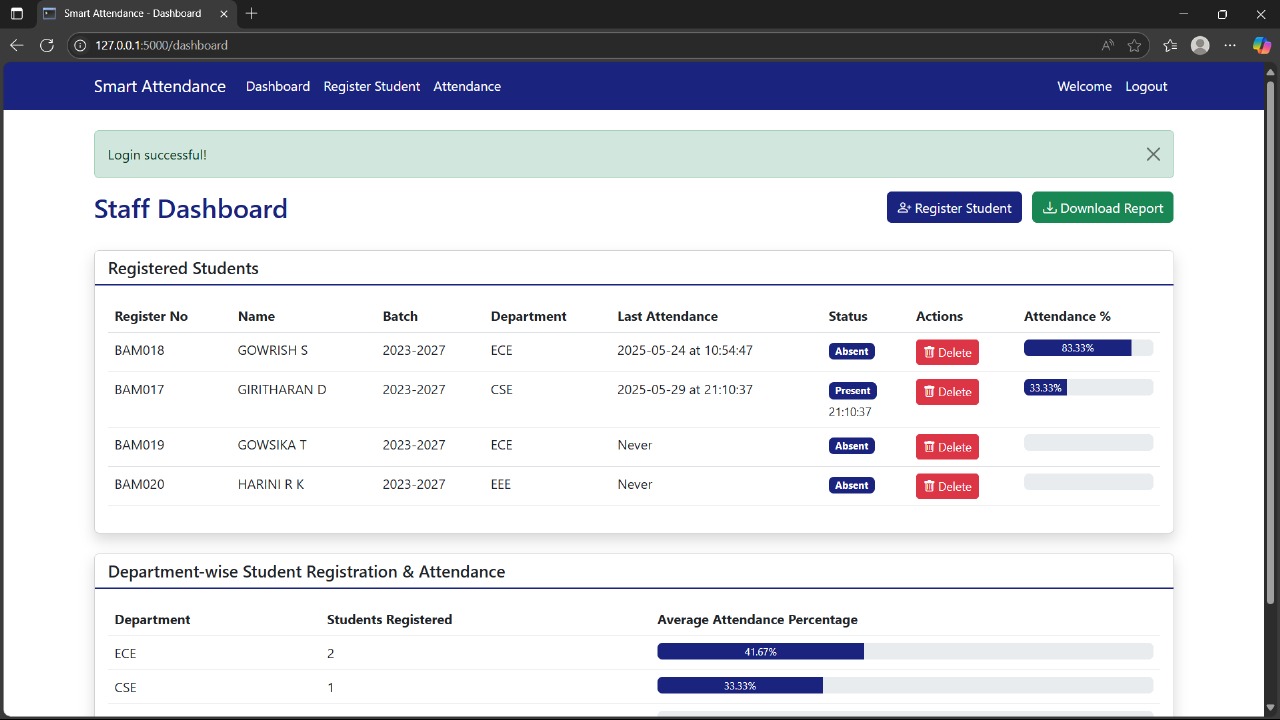 Smart Attendance - Dashboard
127.0.0.1:5000/dashboard
Smart Attendance Dashboard Register Student Attendance Welcome Logout
Login successful!
Staff Dashboard Register Student Download Report
Registered Students
Register No Name Batch Department Last Attendance Status Actions Attendance %
BAM018 GOWRISH S 2023-2027 ECE 2025-05-24 at 10:54:47 Absent Delete 83.33%
BAM017 GIRITHARAN D 2023-2027 CSE 2025-05-29 at 21:10:37 Present Delete 33.33%
21:10:37
BAM019 GOWSIKA T 2023-2027 ECE Never Absent Delete
BAM020 HARINI R K 2023-2027 EEE Never Absent Delete
Department-wise Student Registration & Attendance
Department Students Registered Average Attendance Percentage
ECE 2 41.67%
CSE 1 33.33%